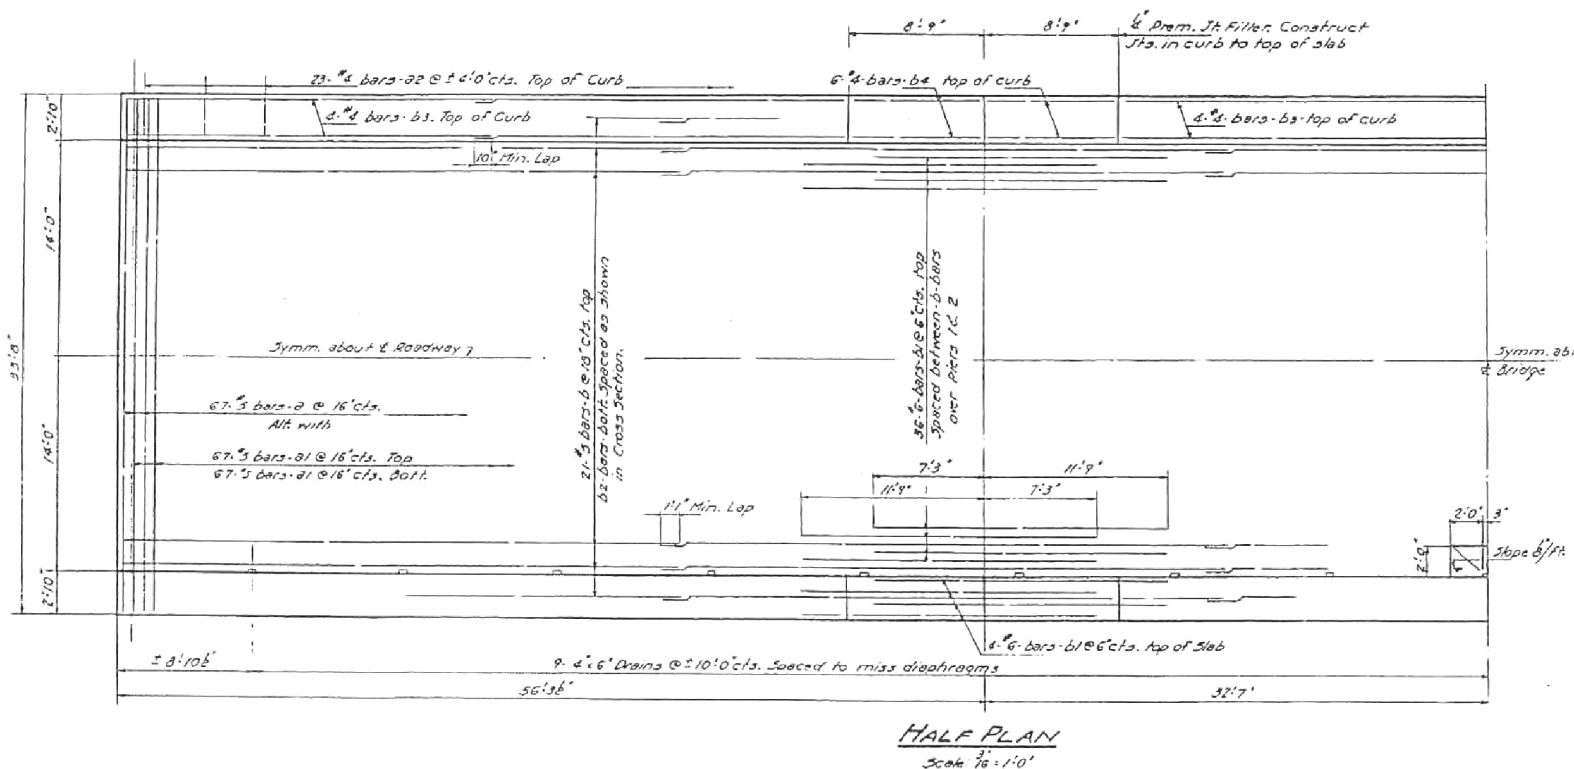 8'-9"
8'-9"
¼" Prem. Jt. Filler. Construct
Jts. in curb to top of slab
23-#4 bars-a2 @ ± 4'-0" cts. Top of Curb
6-#4-bars-b4 top of curb
2'-10"
4-#4 bars-b3. Top of Curb
4-#4-bars-b3-top of curb
10" Min. Lap
14'-0"
33'-8"
21-#5 bars-b @ 18" cts. top
b2-bars-bott. Spaced as shown
in Cross Section.
36-#6-bars-b1 @ 6" cts. top
Spaced between-b-bars
over Piers 1 & 2
Symm. about ℄ Roadway
Symm. ab
℄ Bridge
67-#5 bars-a @ 16" cts.
Alt. with
67-#5 bars-a1 @ 16" cts. Top
67-#5 bars-a1 @ 16" cts. Bott.
14'-0"
7'-3"
11'-9"
11'-9"
7'-3"
1'-1" Min. Lap
2'-0"
3"
2'-0"
Slope ⅛"/Ft.
2'-10"
4-#6-bars-b1 @ 6" cts. top of Slab
± 8'-10½"
9-4"x6" Drains @ ± 10'-0" cts. Spaced to miss diaphragms
32'-7"
HALF PLAN
Scale 3/16" = 1'-0"